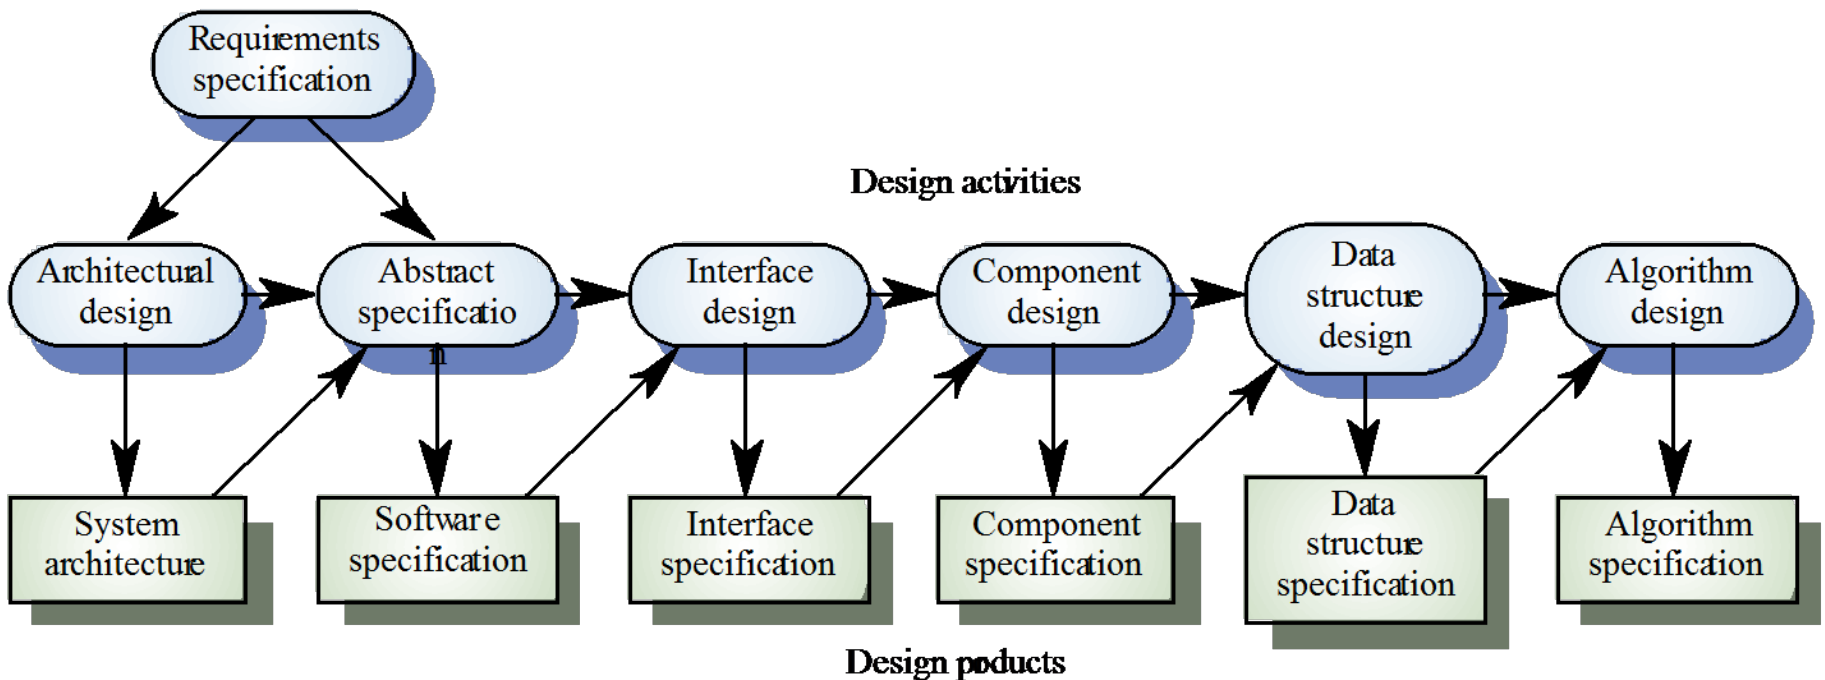 Requirements
specification
Design activities
Architectural
design
Abstract
specificatio
n
Interface
design
Component
design
Data
structure
design
Algorithm
design
System
architecture
Software
specification
Interface
specification
Component
specification
Data
structure
specification
Algorithm
specification
Design products